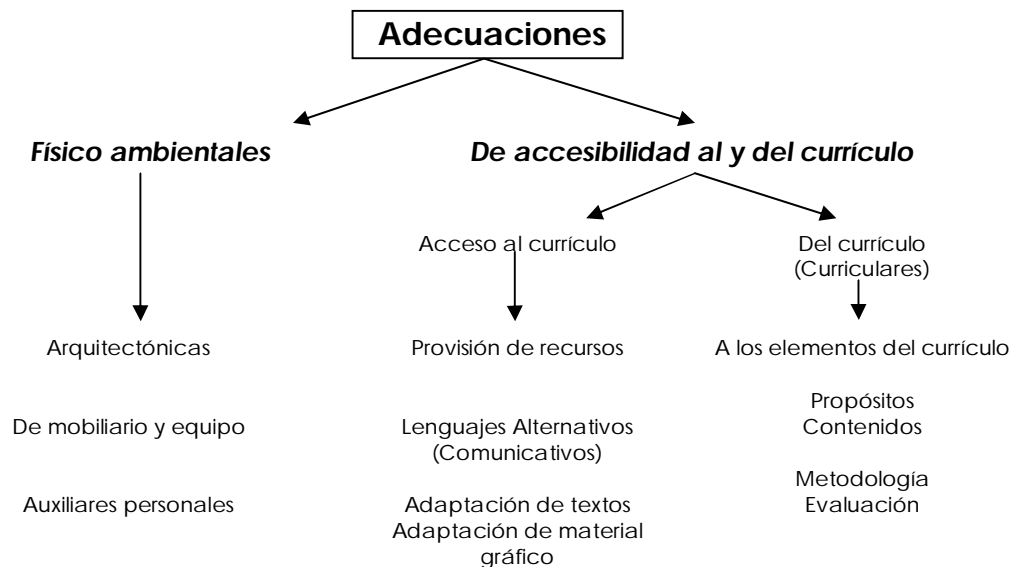 Adecuaciones
Físico ambientales
De accesibilidad al y del currículo
Acceso al currículo
Del currículo
(Curriculares)
Arquitectónicas
Provisión de recursos
A los elementos del currículo
Propósitos
De mobiliario y equipo
Lenguajes Alternativos
Contenidos
(Comunicativos)
Metodología
Auxiliares personales
Adaptación de textos
Evaluación
Adaptación de material
gráfico